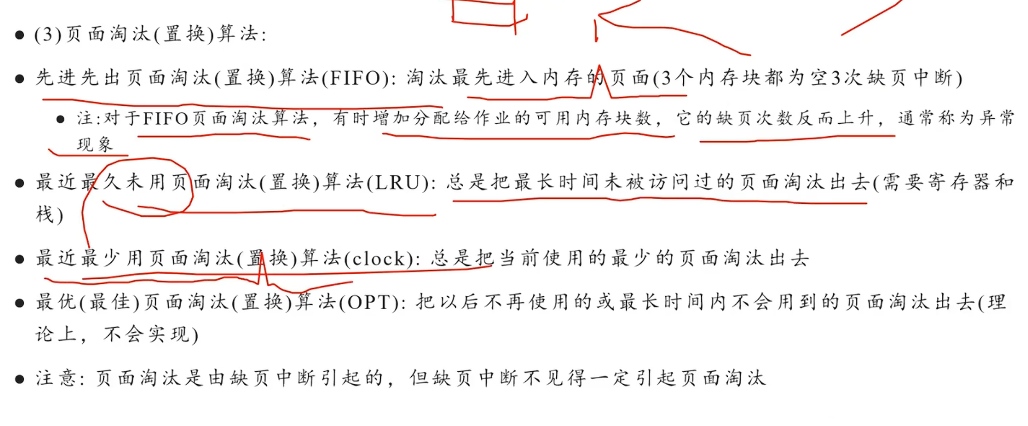 ● (3)页面淘汰(置换)算法:
● 先进先出页面淘汰(置换)算法(FIFO): 淘汰最先进入内存的页面(3个内存块都为空3次缺页中断)
● 注:对于FIFO页面淘汰算法，有时增加分配给作业的可用内存块数，它的缺页次数反而上升，通常称为异常
现象
● 最近最久未用页面淘汰(置换)算法(LRU): 总是把最长时间未被访问过的页面淘汰出去(需要寄存器和
栈)
● 最近最少用页面淘汰(置换)算法(clock): 总是把当前使用的最少的页面淘汰出去
● 最优(最佳)页面淘汰(置换)算法(OPT): 把以后不再使用的或最长时间内不会用到的页面淘汰出去(理
论上，不会实现)
● 注意: 页面淘汰是由缺页中断引起的，但缺页中断不见得一定引起页面淘汰